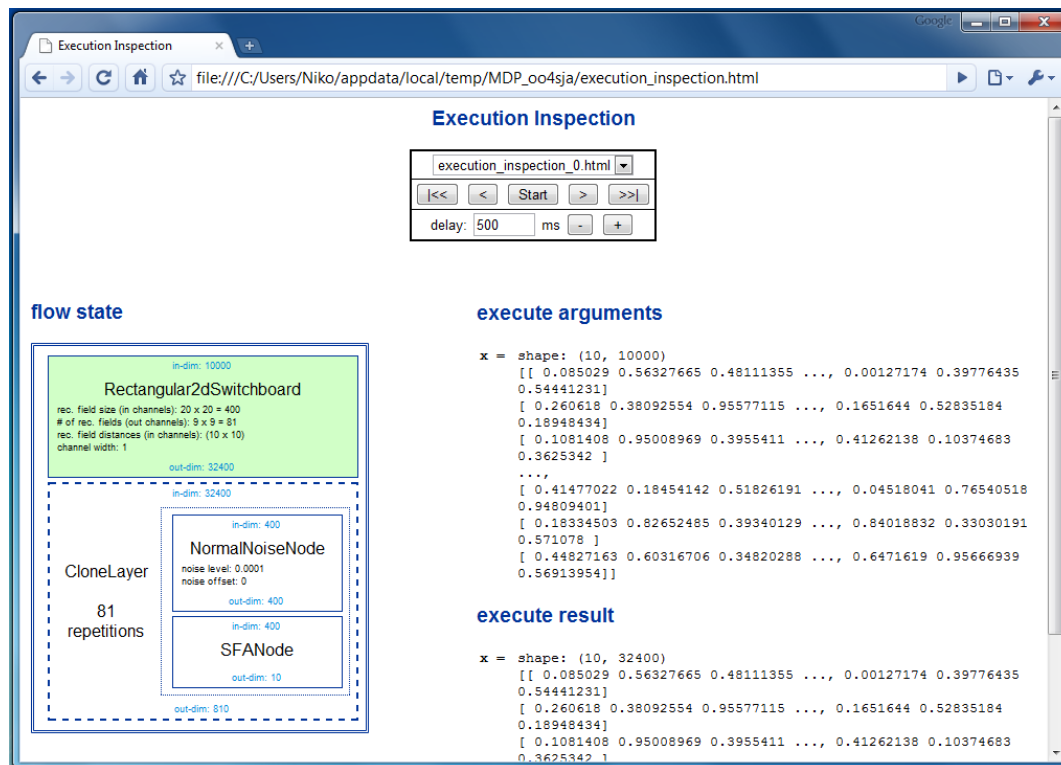 Google
Execution Inspection
file:///C:/Users/Niko/appdata/local/temp/MDP_oo4sja/execution_inspection.html
Execution Inspection
execution_inspection_0.html
|<< < Start > >>|
delay: 500 ms - +
flow state
in-dim: 10000
Rectangular2dSwitchboard
rec. field size (in channels): 20 x 20 = 400
# of rec. fields (out channels): 9 x 9 = 81
rec. field distances (in channels): (10 x 10)
channel width: 1
out-dim: 32400
in-dim: 32400
CloneLayer
81
repetitions
in-dim: 400
NormalNoiseNode
noise level: 0.0001
noise offset: 0
out-dim: 400
in-dim: 400
SFANode
out-dim: 10
out-dim: 810
execute arguments
x = shape: (10, 10000)
[[ 0.085029 0.56327665 0.48111355 ..., 0.00127174 0.39776435
0.54441231]
[ 0.260618 0.38092554 0.95577115 ..., 0.1651644 0.52835184
0.18948434]
[ 0.1081408 0.95008969 0.3955411 ..., 0.41262138 0.10374683
0.3625342 ]
...,
[ 0.41477022 0.18454142 0.51826191 ..., 0.04518041 0.76540518
0.94809401]
[ 0.18334503 0.82652485 0.39340129 ..., 0.84018832 0.33030191
0.571078 ]
[ 0.44827163 0.60316706 0.34820288 ..., 0.6471619 0.95666939
0.56913954]]
execute result
x = shape: (10, 32400)
[[ 0.085029 0.56327665 0.48111355 ..., 0.00127174 0.39776435
0.54441231]
[ 0.260618 0.38092554 0.95577115 ..., 0.1651644 0.52835184
0.18948434]
[ 0.1081408 0.95008969 0.3955411 ..., 0.41262138 0.10374683
0.3625342 ]